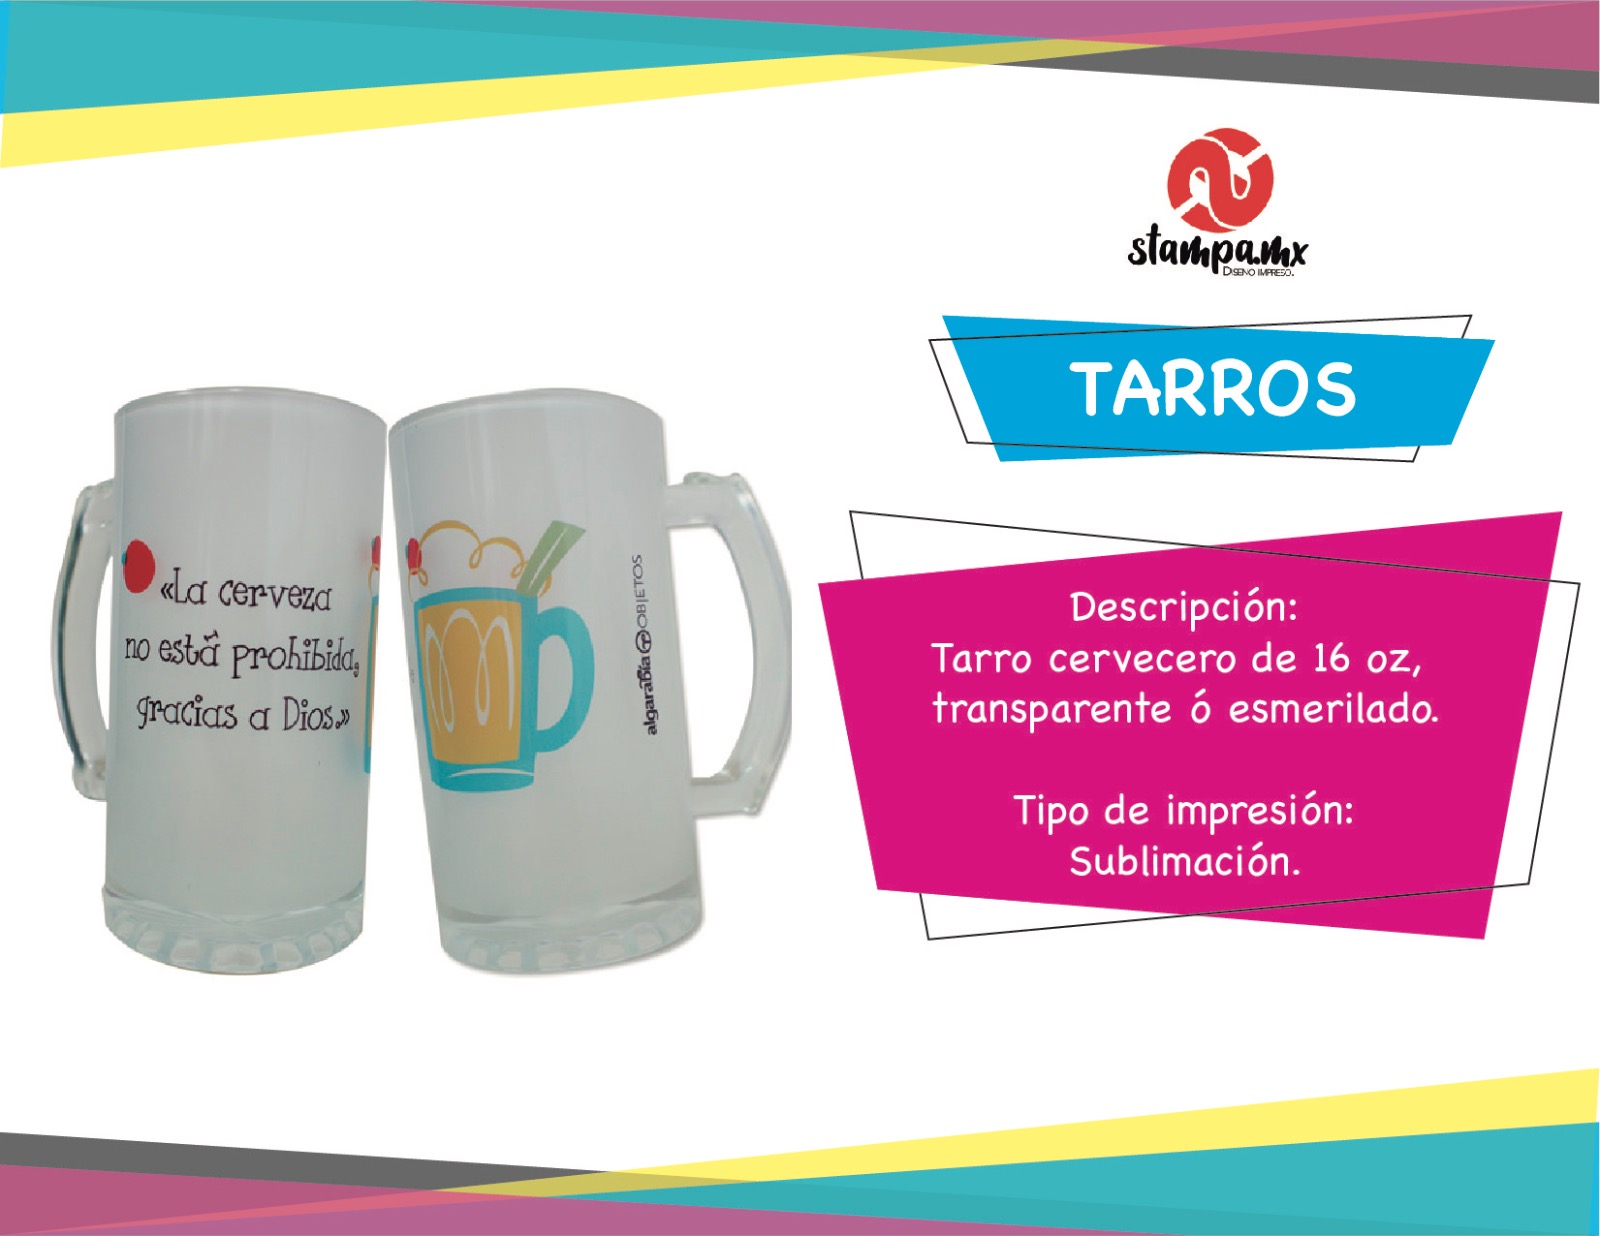 stampa.mx
DISEÑO IMPRESO.
TARROS
«La cerveza
no está prohibida,
gracias a Dios.»
algarabía OBJETOS
Descripción:
Tarro cervecero de 16 oz,
transparente ó esmerilado.
Tipo de impresión:
Sublimación.